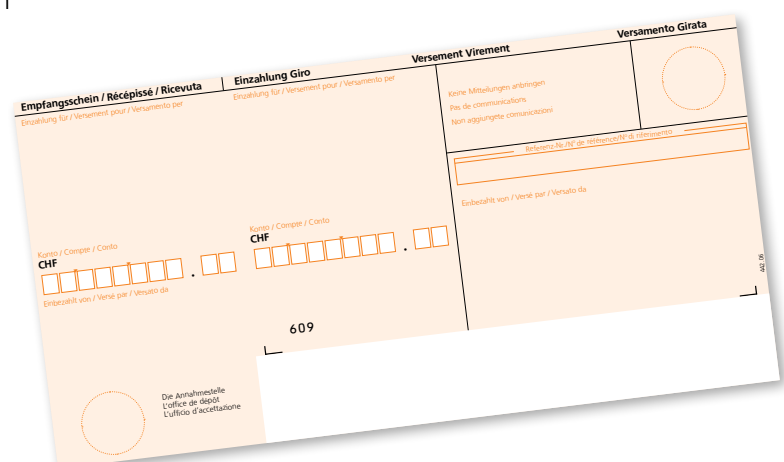 Empfangsschein / Récépissé / Ricevuta
Einzahlung Giro
Versement Virement
Versamento Girata
Einzahlung für / Versement pour / Versamento per
Einzahlung für / Versement pour / Versamento per
Keine Mitteilungen anbringen
Pas de communications
Non aggiungete comunicazioni
Referenz-Nr./N° de référence/N° di riferimento
Einbezahlt von / Versé par / Versato da
Konto / Compte / Conto
CHF
.
Konto / Compte / Conto
CHF
.
Einbezahlt von / Versé par / Versato da
609
442.06
Die Annahmestelle
L'office de dépôt
L'ufficio d'accettazione